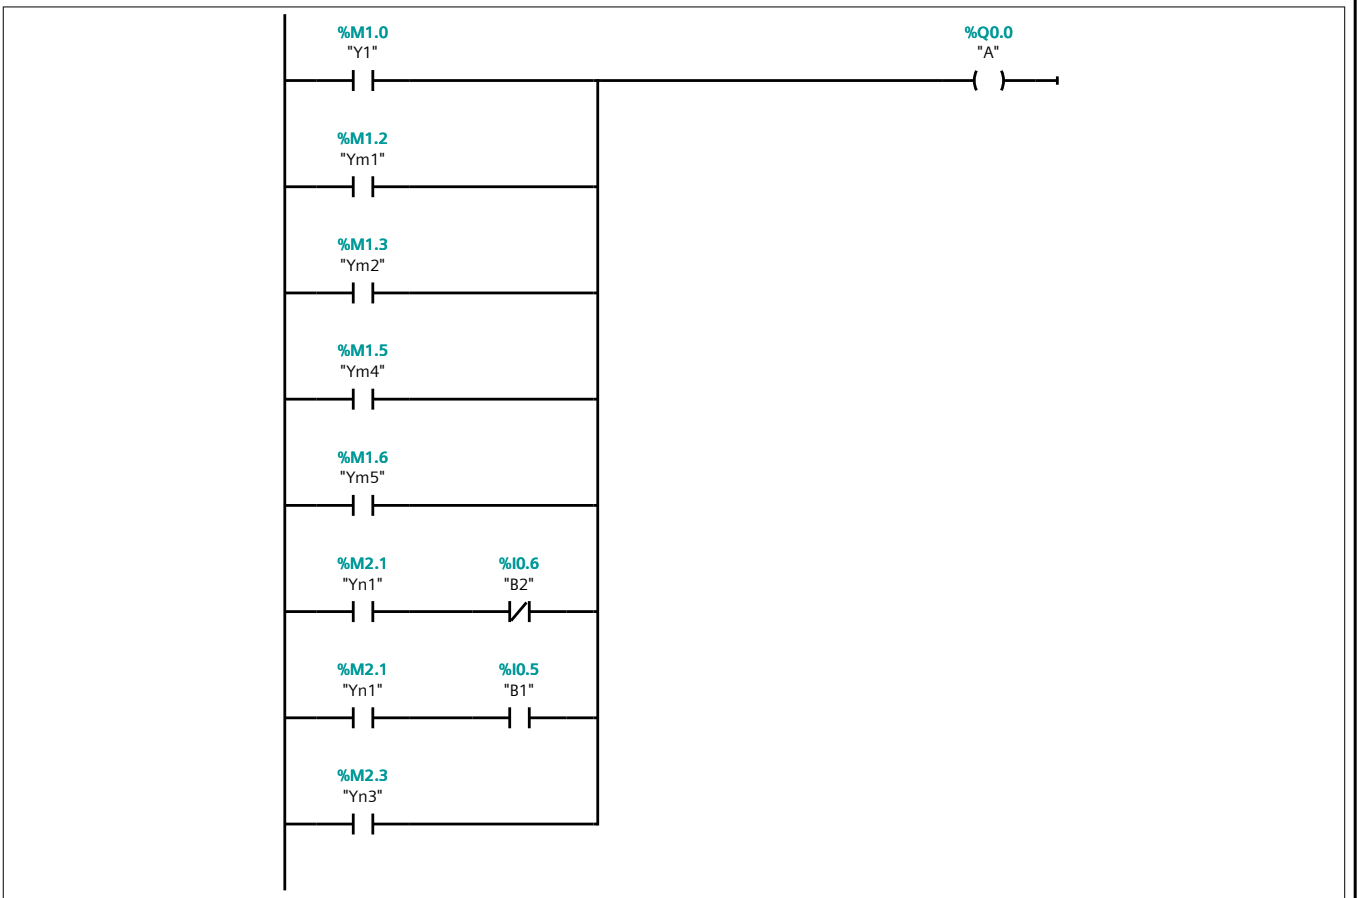 %M1.0
"Y1"
%Q0.0
"A"
%M1.2
"Ym1"
%M1.3
"Ym2"
%M1.5
"Ym4"
%M1.6
"Ym5"
%M2.1
"Yn1"
%I0.6
"B2"
%M2.1
"Yn1"
%I0.5
"B1"
%M2.3
"Yn3"